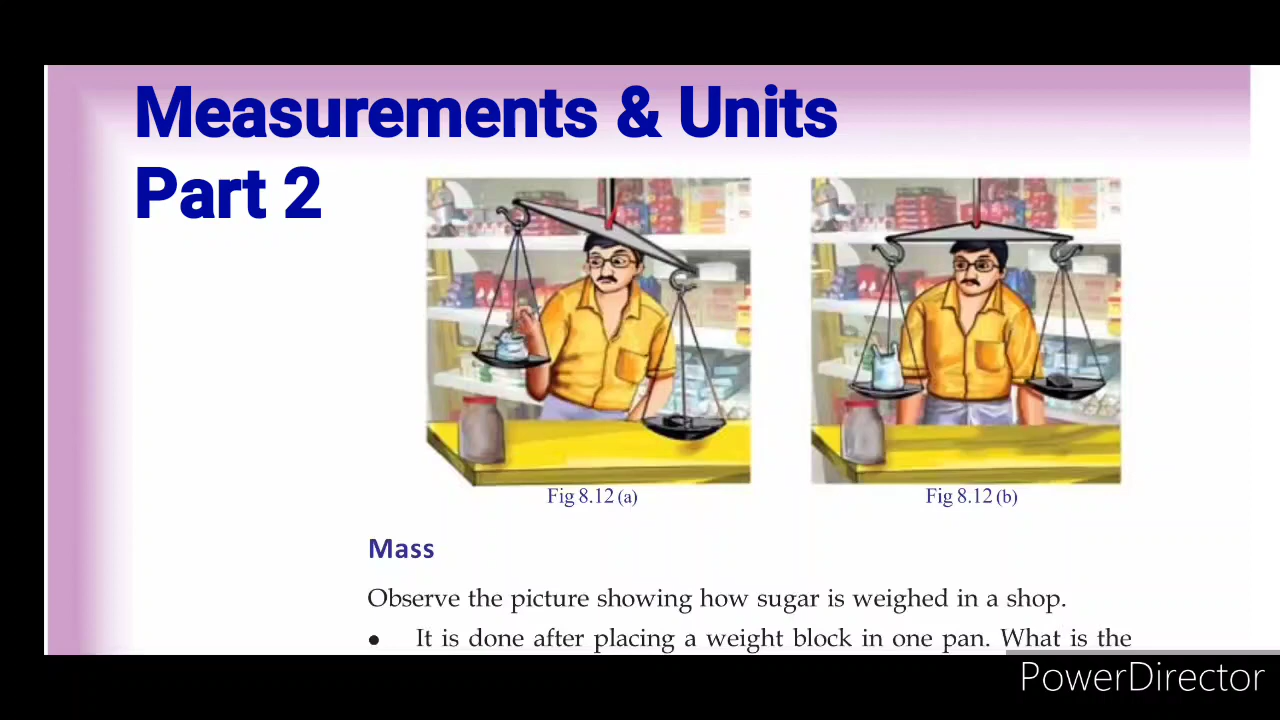 Measurements & Units
Part 2
Fig 8.12 (a)
Fig 8.12 (b)
Mass
Observe the picture showing how sugar is weighed in a shop.
• It is done after placing a weight block in one pan. What is the
PowerDirector